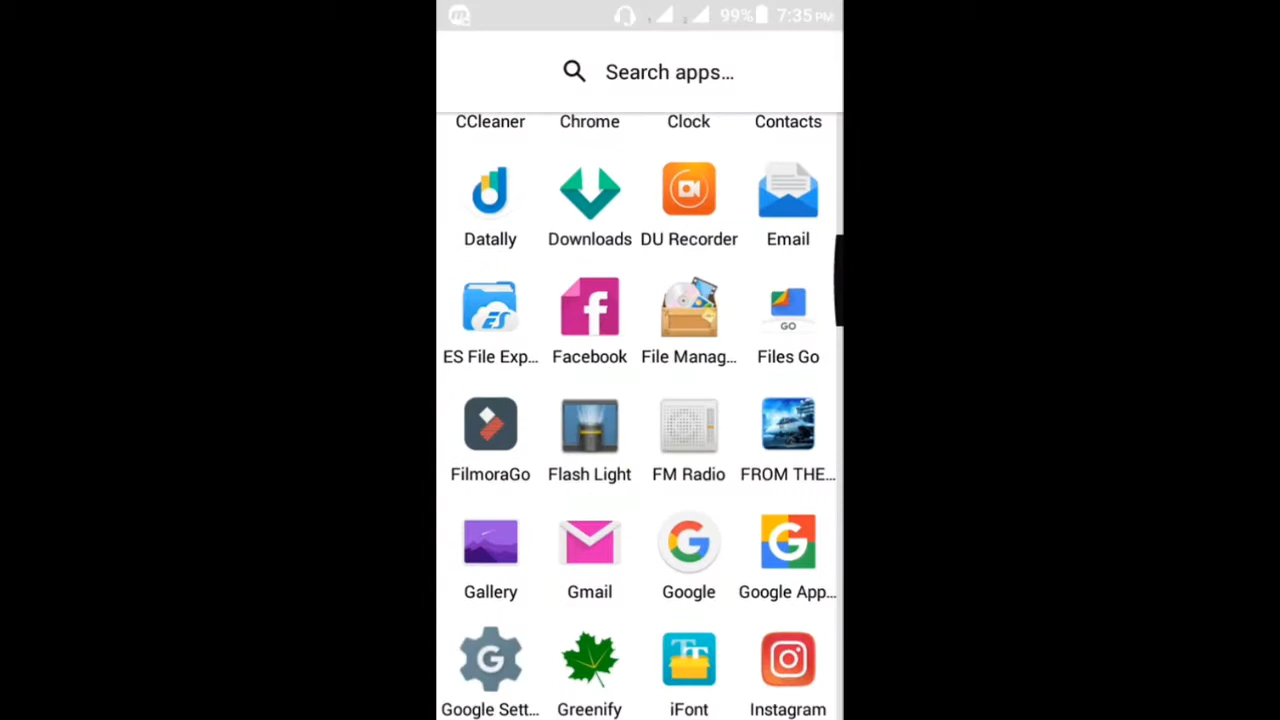 99% 7:35 PM
Search apps...
CCleaner Chrome Clock Contacts
Datally Downloads DU Recorder Email
ES File Exp... Facebook File Manag... Files Go
GO
FilmoraGo Flash Light FM Radio FROM THE...
Gallery Gmail Google Google App...
Google Sett... Greenify iFont Instagram